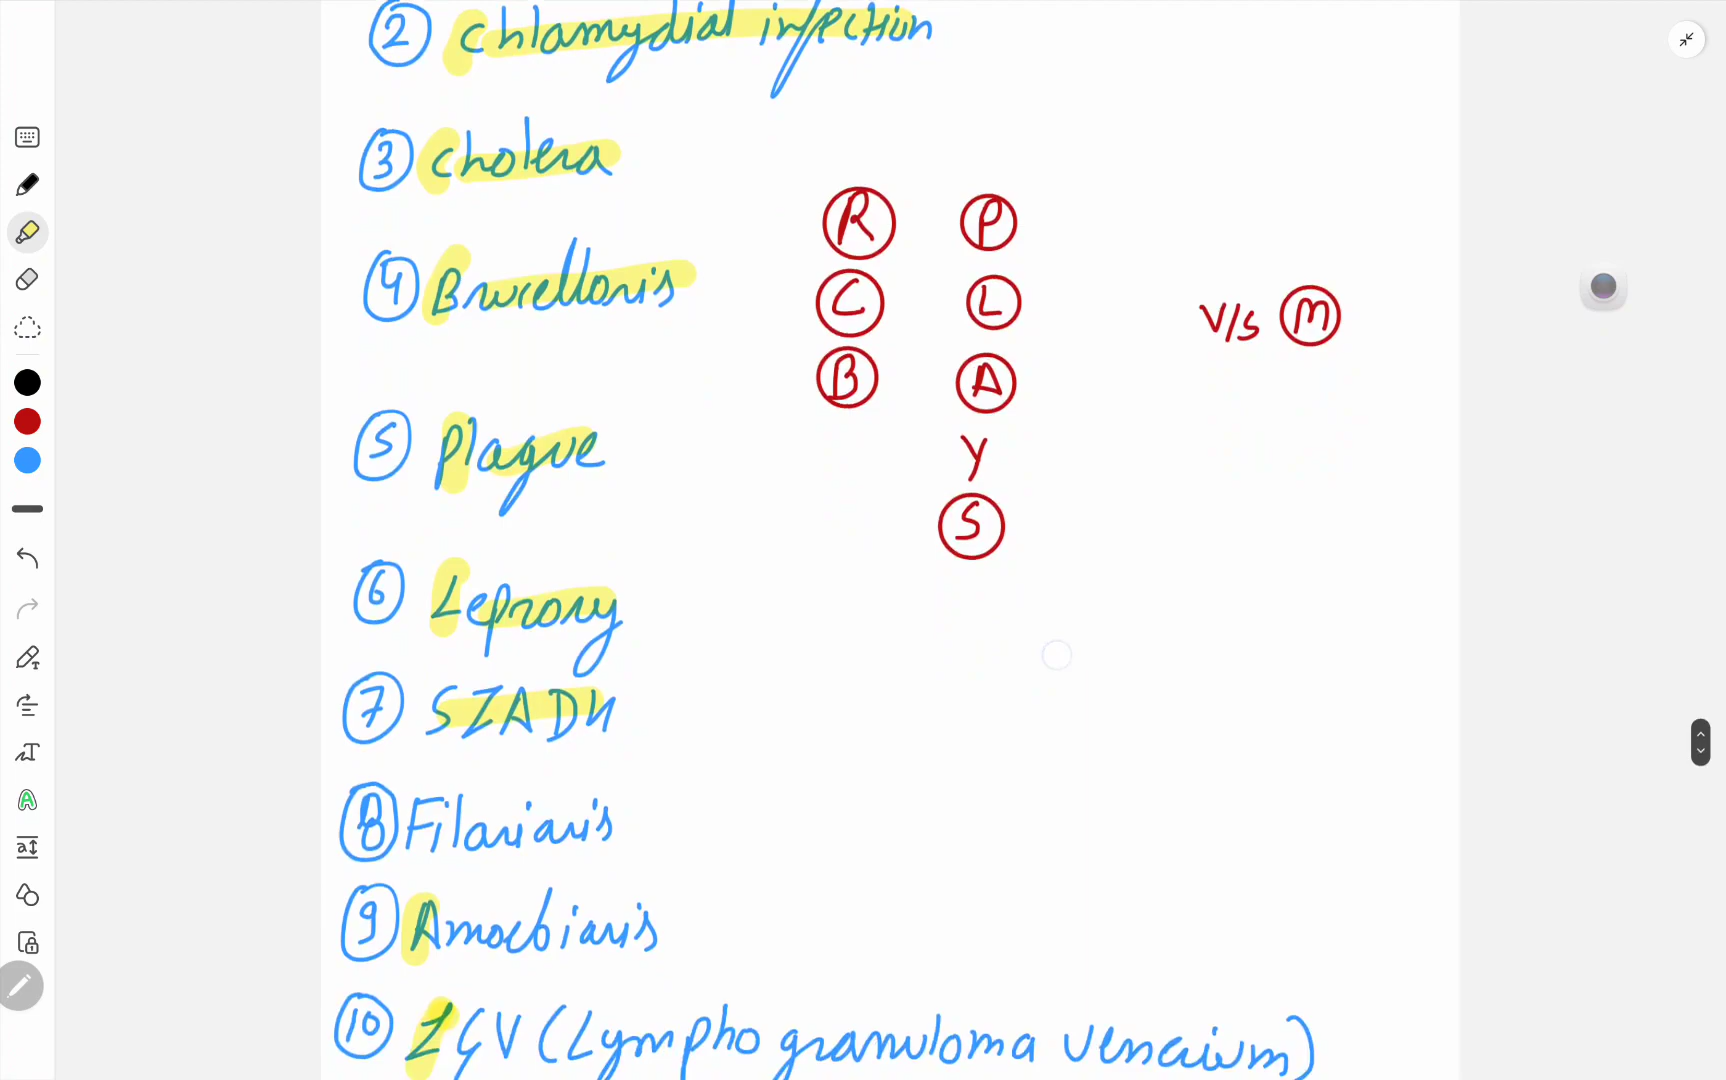 2 Chlamydial infection
3 Cholera
4 Brucellosis
5 Plague
6 Leprosy
7 SIADH
8 Filariasis
9 Amoebiasis
10 LGV (Lympho granuloma venerium)
R P
C L
B A
Y
S
V/S M